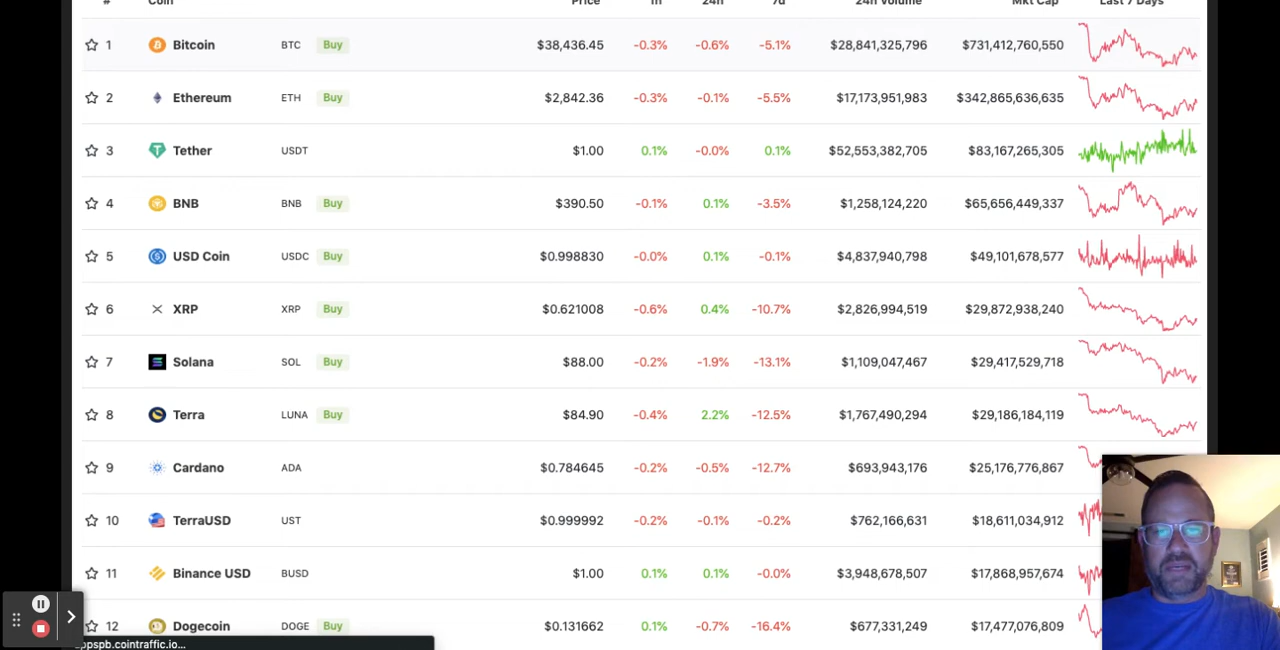 # Coin Price 1h 24h 7d 24h Volume Mkt Cap Last 7 Days
1 Bitcoin BTC Buy $38,436.45 -0.3% -0.6% -5.1% $28,841,325,796 $731,412,760,550
2 Ethereum ETH Buy $2,842.36 -0.3% -0.1% -5.5% $17,173,951,983 $342,865,636,635
3 Tether USDT $1.00 0.1% -0.0% 0.1% $52,553,382,705 $83,167,265,305
4 BNB BNB Buy $390.50 -0.1% 0.1% -3.5% $1,258,124,220 $65,656,449,337
5 USD Coin USDC Buy $0.998830 -0.0% 0.1% -0.1% $4,837,940,798 $49,101,678,577
6 XRP XRP Buy $0.621008 -0.6% 0.4% -10.7% $2,826,994,519 $29,872,938,240
7 Solana SOL Buy $88.00 -0.2% -1.9% -13.1% $1,109,047,467 $29,417,529,718
8 Terra LUNA Buy $84.90 -0.4% 2.2% -12.5% $1,767,490,294 $29,186,184,119
9 Cardano ADA $0.784645 -0.2% -0.5% -12.7% $693,943,176 $25,176,776,867
10 TerraUSD UST $0.999992 -0.2% -0.1% -0.2% $762,166,631 $18,611,034,912
11 Binance USD BUSD $1.00 0.1% 0.1% -0.0% $3,948,678,507 $17,868,957,674
12 Dogecoin DOGE Buy $0.131662 0.1% -0.7% -16.4% $677,331,249 $17,477,076,809
appspb.cointraffic.io...